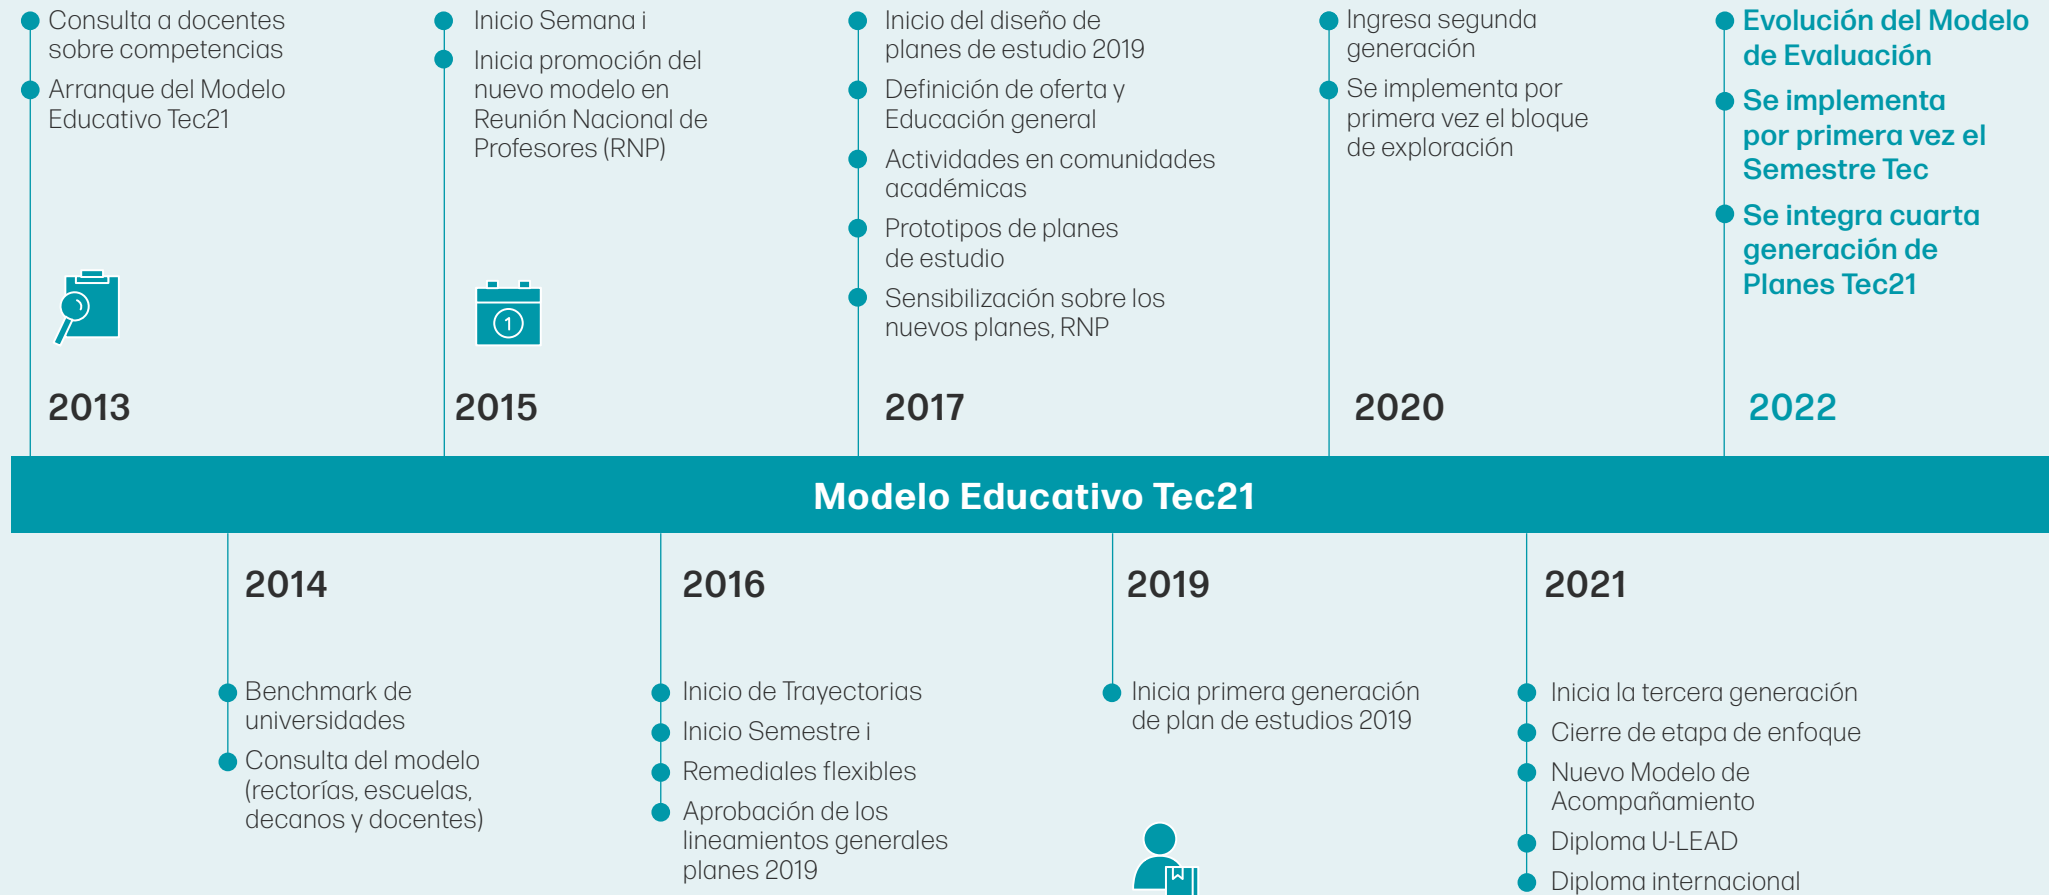 Consulta a docentes
sobre competencias
Arranque del Modelo
Educativo Tec21
2013
Inicio Semana i
Inicia promoción del
nuevo modelo en
Reunión Nacional de
Profesores (RNP)
1
2015
Inicio del diseño de
planes de estudio 2019
Definición de oferta y
Educación general
Actividades en comunidades
académicas
Prototipos de planes
de estudio
Sensibilización sobre los
nuevos planes, RNP
2017
Ingresa segunda
generación
Se implementa por
primera vez el bloque
de exploración
2020
Evolución del Modelo
de Evaluación
Se implementa
por primera vez el
Semestre Tec
Se integra cuarta
generación de
Planes Tec21
2022
Modelo Educativo Tec21
2014
Benchmark de
universidades
Consulta del modelo
(rectorías, escuelas,
decanos y docentes)
2016
Inicio de Trayectorias
Inicio Semestre i
Remediales flexibles
Aprobación de los
lineamientos generales
planes 2019
2019
Inicia primera generación
de plan de estudios 2019
2021
Inicia la tercera generación
Cierre de etapa de enfoque
Nuevo Modelo de
Acompañamiento
Diploma U-LEAD
Diploma internacional